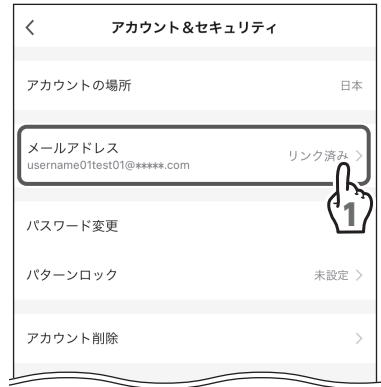 アカウント＆セキュリティ
アカウントの場所 日本
メールアドレス リンク済み
username01test01@*****.com
1
パスワード変更
パターンロック 未設定
アカウント削除